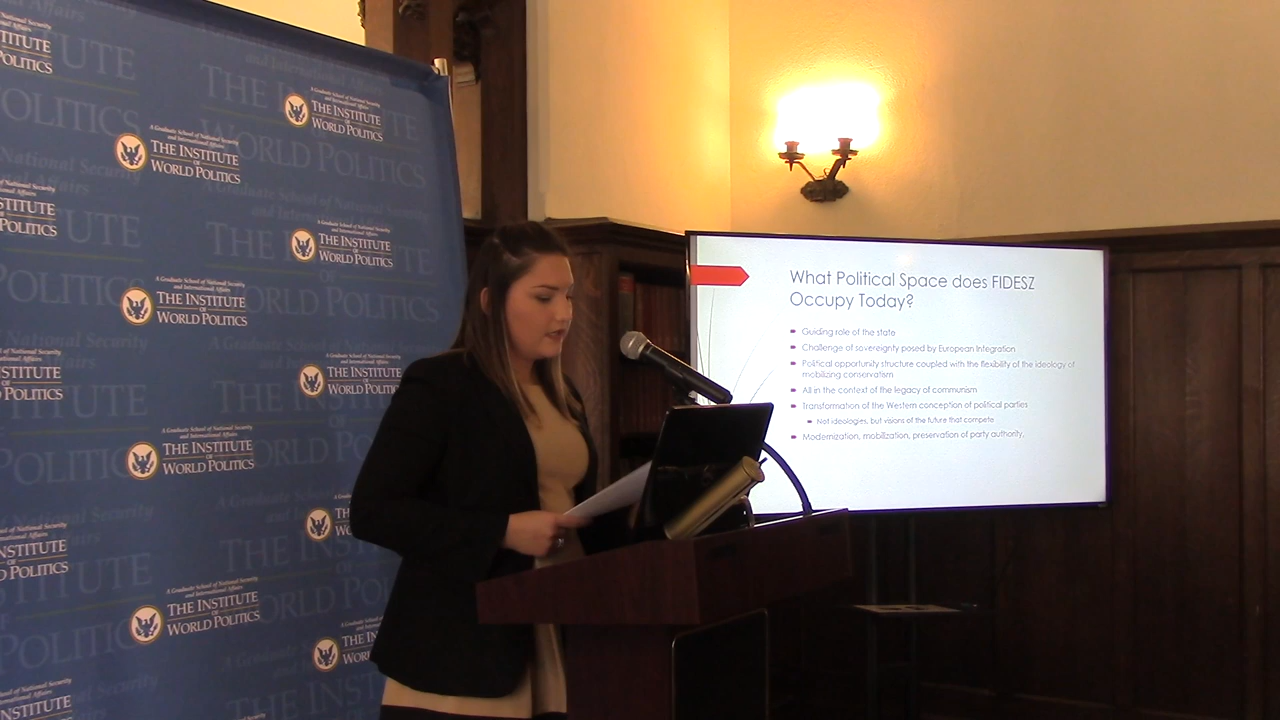 A Graduate School of National Security
and International Affairs
THE INSTITUTE
OF
WORLD POLITICS
What Political Space does FIDESZ
Occupy Today?
Guiding role of the state
Challenge of sovereignty posed by European Integration
Political opportunity structure coupled with the flexibility of the ideology of
mobilizing conservatism
All in the context of the legacy of communism
Transformation of the Western conception of political parties
Not ideologies, but visions of the future that compete
Modernization, mobilization, preservation of party authority,